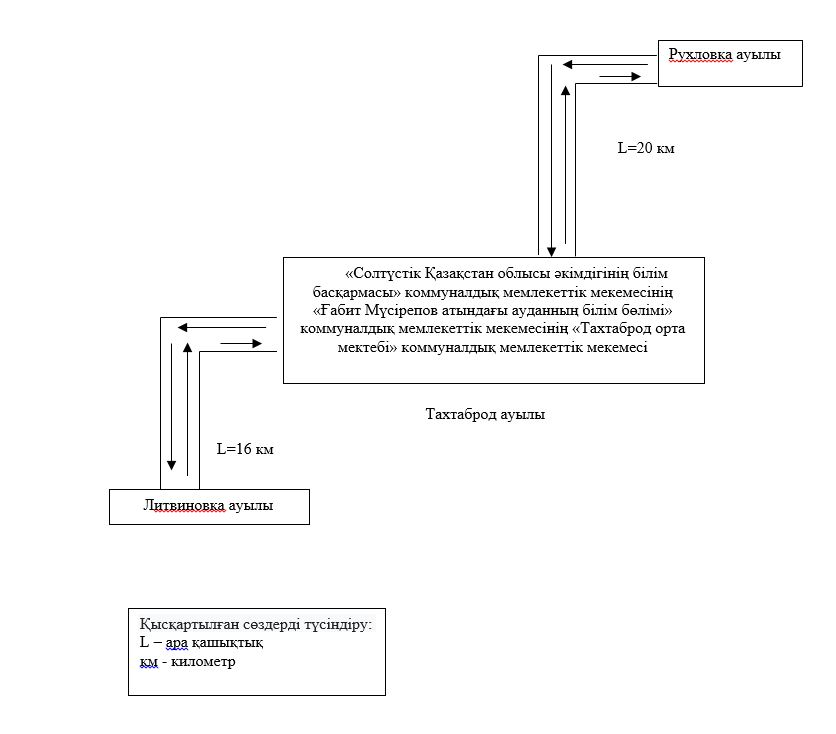 Рухловка ауылы
L=20 км
«Солтүстік Қазақстан облысы әкімдігінің білім
басқармасы» коммуналдық мемлекеттік мекемесінің
«Ғабит Мүсірепов атындағы ауданның білім бөлімі»
коммуналдық мемлекеттік мекемесінің «Тахтаброд орта
мектебі» коммуналдық мемлекеттік мекемесі
Тахтаброд ауылы
L=16 км
Литвиновка ауылы
Қысқартылған сөздерді түсіндіру:
L – ара қашықтық
км - километр